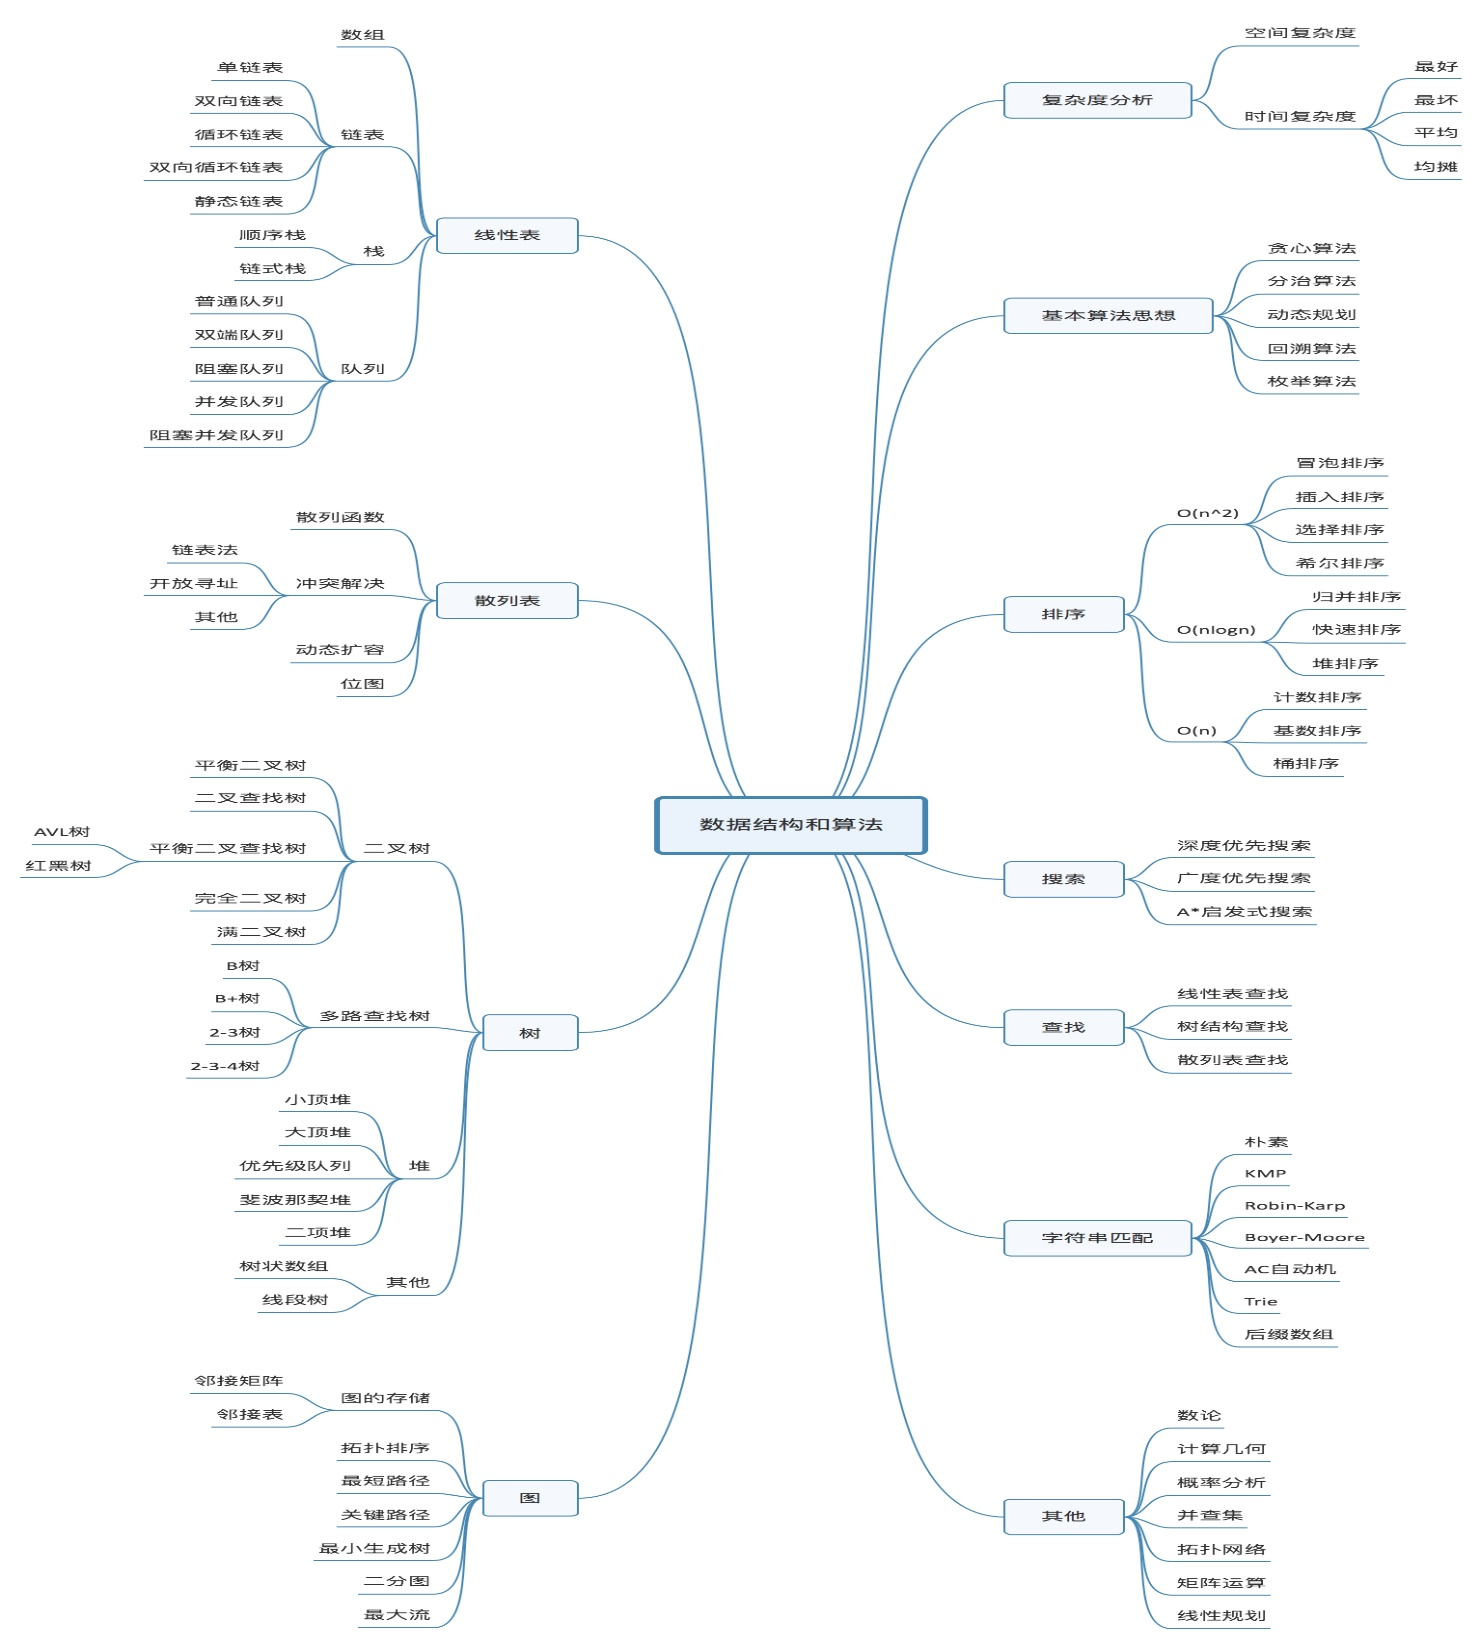 数据结构和算法
线性表
数组
链表
单链表
双向链表
循环链表
双向循环链表
静态链表
栈
顺序栈
链式栈
队列
普通队列
双端队列
阻塞队列
并发队列
阻塞并发队列
散列表
散列函数
冲突解决
链表法
开放寻址
其他
动态扩容
位图
树
二叉树
平衡二叉树
二叉查找树
平衡二叉查找树
AVL树
红黑树
完全二叉树
满二叉树
多路查找树
B树
B+树
2-3树
2-3-4树
堆
小顶堆
大顶堆
优先级队列
斐波那契堆
二项堆
其他
树状数组
线段树
图
图的存储
邻接矩阵
邻接表
拓扑排序
最短路径
关键路径
最小生成树
二分图
最大流
复杂度分析
空间复杂度
时间复杂度
最好
最坏
平均
均摊
基本算法思想
贪心算法
分治算法
动态规划
回溯算法
枚举算法
排序
O(n^2)
冒泡排序
插入排序
选择排序
希尔排序
O(nlogn)
归并排序
快速排序
堆排序
O(n)
计数排序
基数排序
桶排序
搜索
深度优先搜索
广度优先搜索
A*启发式搜索
查找
线性表查找
树结构查找
散列表查找
字符串匹配
朴素
KMP
Robin-Karp
Boyer-Moore
AC自动机
Trie
后缀数组
其他
数论
计算几何
概率分析
并查集
拓扑网络
矩阵运算
线性规划